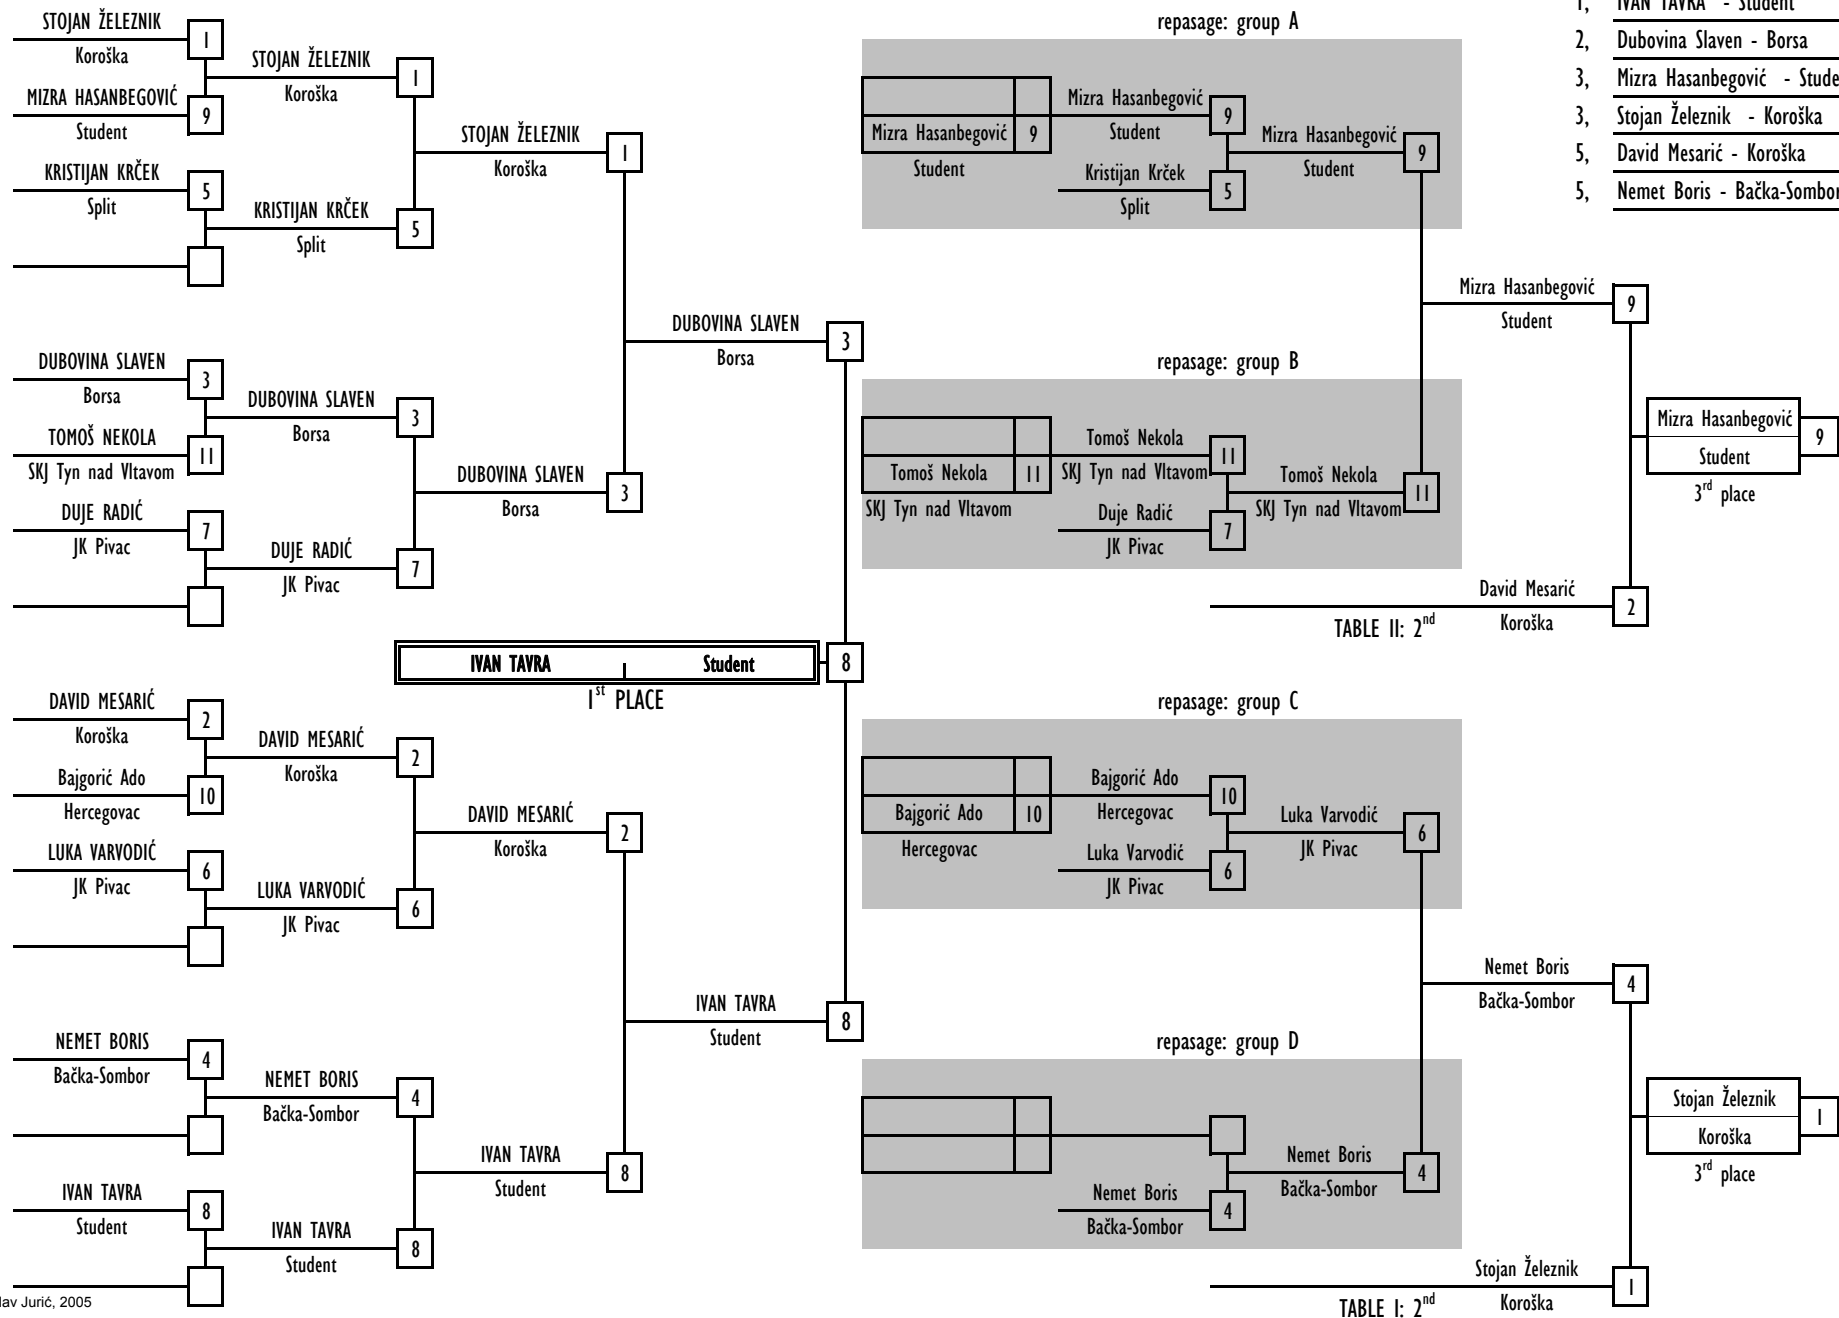 STOJAN ŽELEZNIK
1
Koroška
MIZRA HASANBEGOVIĆ
9
Student
KRISTIJAN KRČEK
5
Split
DUBOVINA SLAVEN
3
Borsa
TOMOŠ NEKOLA
11
SKJ Tyn nad Vltavom
DUJE RADIĆ
7
JK Pivac
DAVID MESARIĆ
2
Koroška
Bajgorić Ado
10
Hercegovac
LUKA VARVODIĆ
6
JK Pivac
NEMET BORIS
4
Bačka-Sombor
IVAN TAVRA
8
Student
STOJAN ŽELEZNIK
1
Koroška
KRISTIJAN KRČEK
5
Split
DUBOVINA SLAVEN
3
Borsa
DUJE RADIĆ
7
JK Pivac
DAVID MESARIĆ
2
Koroška
LUKA VARVODIĆ
6
JK Pivac
NEMET BORIS
4
Bačka-Sombor
IVAN TAVRA
8
Student
STOJAN ŽELEZNIK
1
Koroška
DUBOVINA SLAVEN
3
Borsa
DAVID MESARIĆ
2
Koroška
IVAN TAVRA
8
Student
DUBOVINA SLAVEN
3
Borsa
IVAN TAVRA Student
8
1st PLACE
IVAN TAVRA
8
Student
repasage: group A
Mizra Hasanbegović
9
Student
Mizra Hasanbegović
9
Student
Kristijan Krček
5
Split
Mizra Hasanbegović
9
Student
repasage: group B
Tomoš Nekola
11
SKJ Tyn nad Vltavom
Tomoš Nekola
11
SKJ Tyn nad Vltavom
Duje Radić
7
JK Pivac
Tomoš Nekola
11
SKJ Tyn nad Vltavom
repasage: group C
Bajgorić Ado
10
Hercegovac
Bajgorić Ado
10
Hercegovac
Luka Varvodić
6
JK Pivac
Luka Varvodić
6
JK Pivac
repasage: group D
Nemet Boris
4
Bačka-Sombor
Nemet Boris
4
Bačka-Sombor
Mizra Hasanbegović
9
Student
David Mesarić
2
TABLE II: 2nd
Koroška
Mizra Hasanbegović
9
Student
3rd place
Nemet Boris
4
Bačka-Sombor
Stojan Železnik
1
TABLE I: 2nd
Koroška
Stojan Železnik
1
Koroška
3rd place
1, IVAN TAVRA - Student
2, Dubovina Slaven - Borsa
3, Mizra Hasanbegović - Stude
3, Stojan Železnik - Koroška
5, David Mesarić - Koroška
5, Nemet Boris - Bačka-Sombor
lav Jurić, 2005